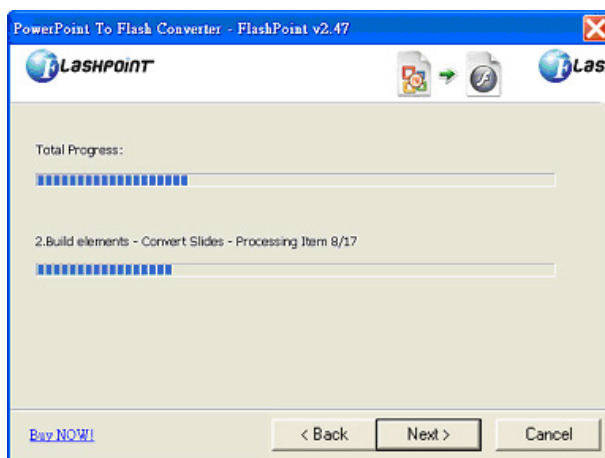 PowerPoint To Flash Converter - FlashPoint v2.47
FLASHPOINT
FLAS
Total Progress:
2.Build elements - Convert Slides - Processing Item 8/17
Buy NOW!
< Back
Next >
Cancel